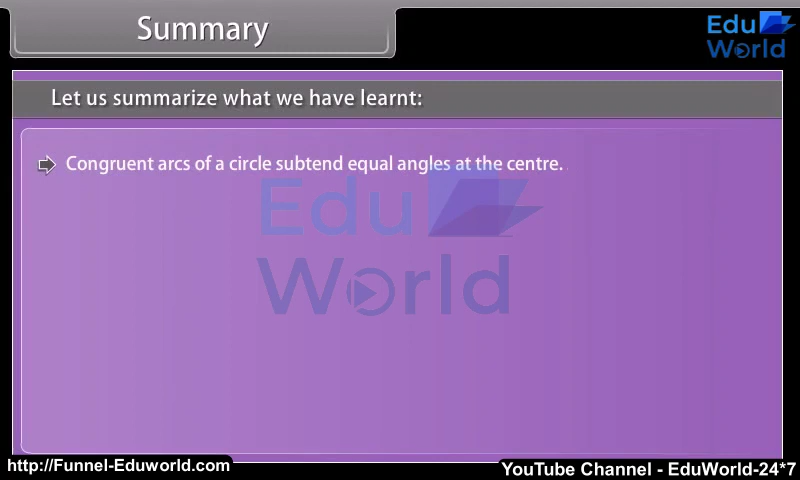 Summary
Edu
World
Let us summarize what we have learnt:
Congruent arcs of a circle subtend equal angles at the centre.
Edu
World
http://Funnel-Eduworld.com
YouTube Channel - EduWorld-24*7